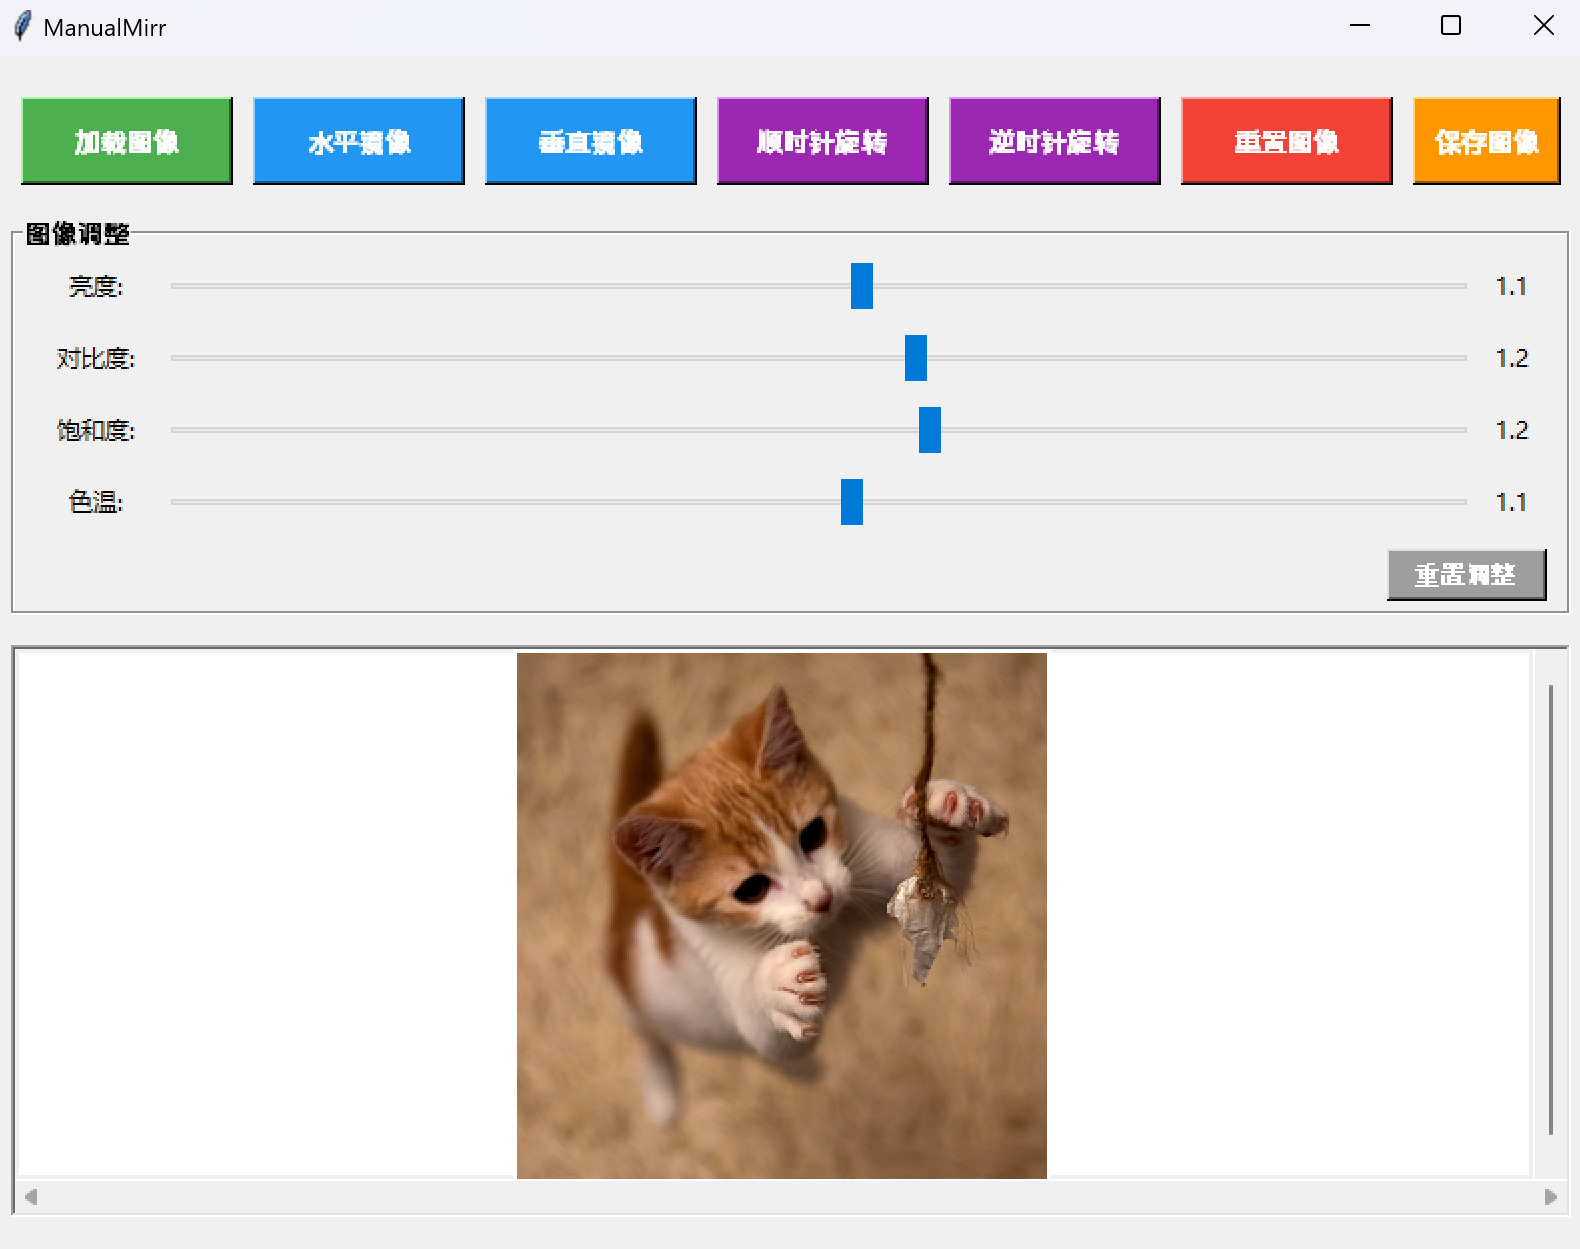 ManualMirr
加载图像 水平镜像 垂直镜像 顺时针旋转 逆时针旋转 重置图像 保存图像
图像调整
亮度: 1.1
对比度: 1.2
饱和度: 1.2
色温: 1.1
重置调整